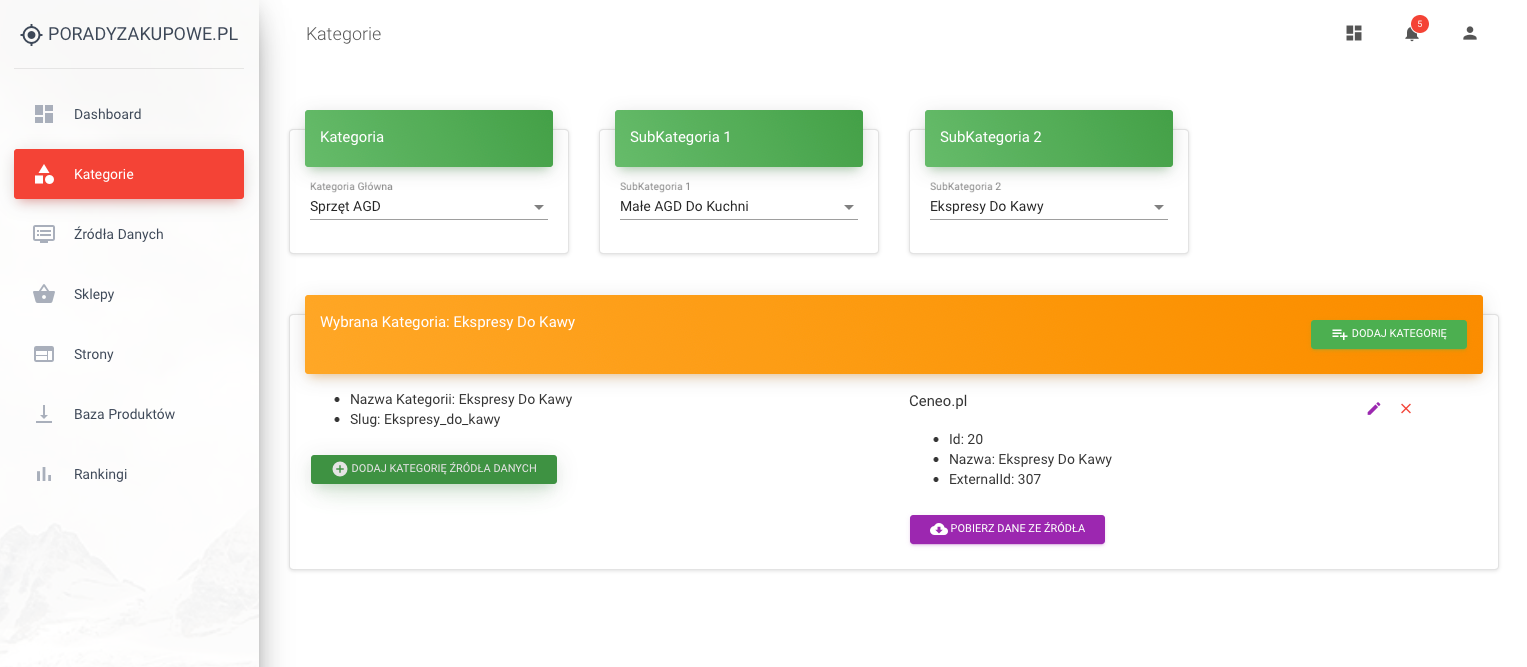 PORADYZAKUPOWE.PL
Dashboard
Kategorie
Źródła Danych
Sklepy
Strony
Baza Produktów
Rankingi
Kategorie
5
Kategoria
Kategoria Główna
Sprzęt AGD
SubKategoria 1
SubKategoria 1
Małe AGD Do Kuchni
SubKategoria 2
SubKategoria 2
Ekspresy Do Kawy
Wybrana Kategoria: Ekspresy Do Kawy
DODAJ KATEGORIĘ
Nazwa Kategorii: Ekspresy Do Kawy
Slug: Ekspresy_do_kawy
DODAJ KATEGORIĘ ŹRÓDŁA DANYCH
Ceneo.pl
Id: 20
Nazwa: Ekspresy Do Kawy
ExternalId: 307
POBIERZ DANE ZE ŹRÓDŁA